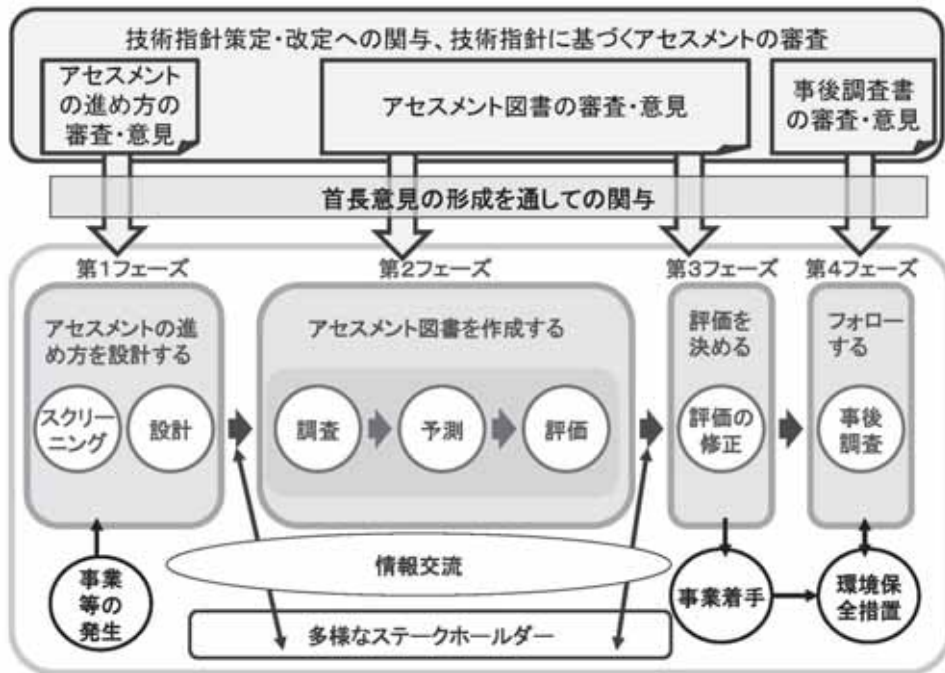 技術指針策定・改定への関与、技術指針に基づくアセスメントの審査
アセスメント
の進め方の
審査・意見
アセスメント図書の審査・意見
事後調査書
の審査・意見
首長意見の形成を通しての関与
第1フェーズ
第2フェーズ
第3フェーズ
第4フェーズ
アセスメントの進
め方を設計する
アセスメント図書を作成する
評価を
決める
フォロー
する
スクリー
ニング
設計
調査
予測
評価
評価の
修正
事後
調査
事業
等の
発生
情報交流
事業着手
環境保
全措置
多様なステークホールダー